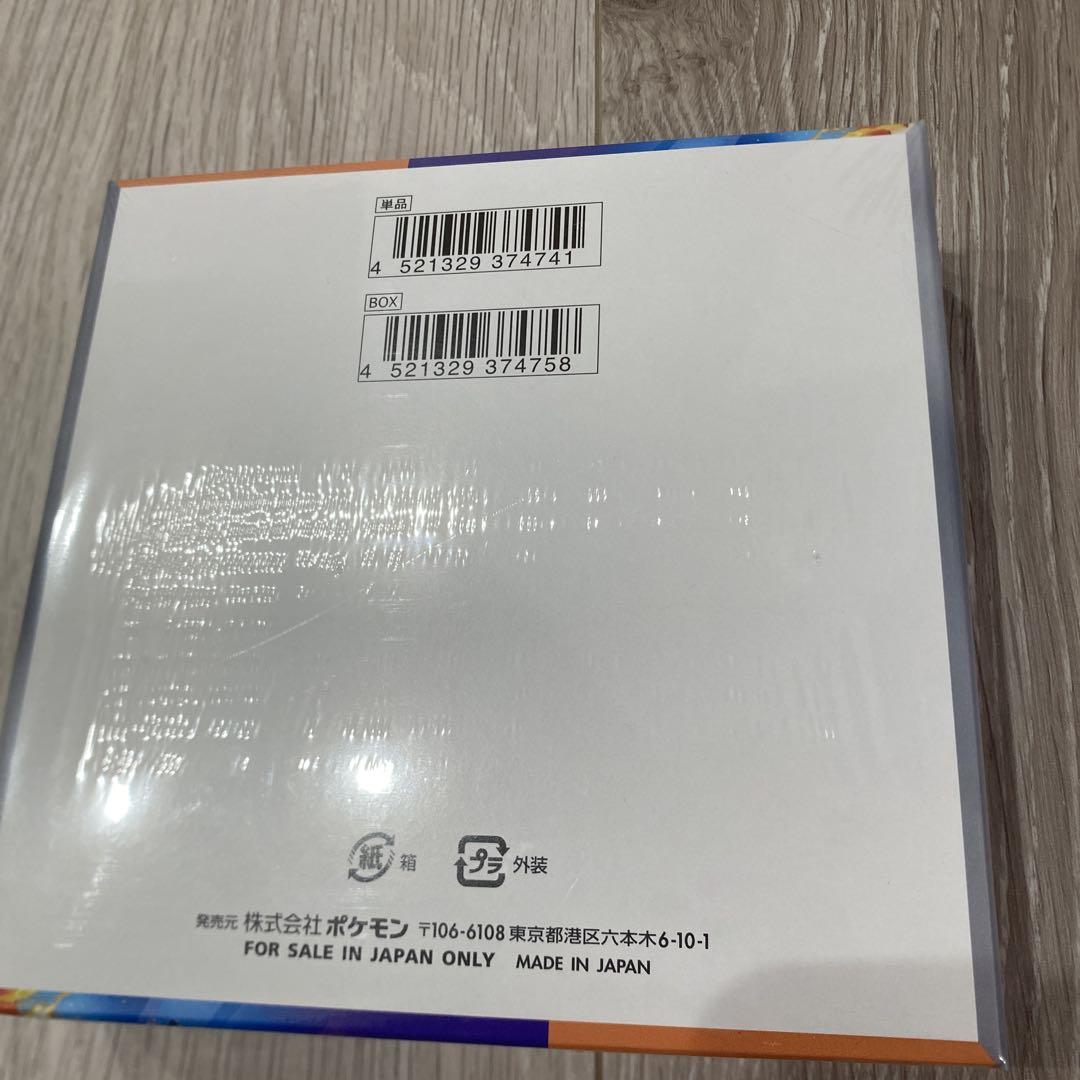 単品
4 521329 374741
BOX
4 521329 374758
紙 箱
プラ 外装
発売元 株式会社 ポケモン 〒106-6108 東京都港区六本木6-10-1
FOR SALE IN JAPAN ONLY MADE IN JAPAN